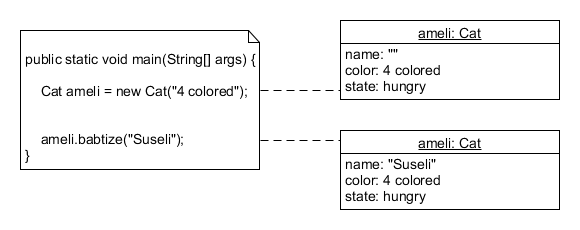 public static void main(String[] args) {
Cat ameli = new Cat("4 colored");
ameli.babtize("Suseli");
}
ameli: Cat
name: ""
color: 4 colored
state: hungry
ameli: Cat
name: "Suseli"
color: 4 colored
state: hungry